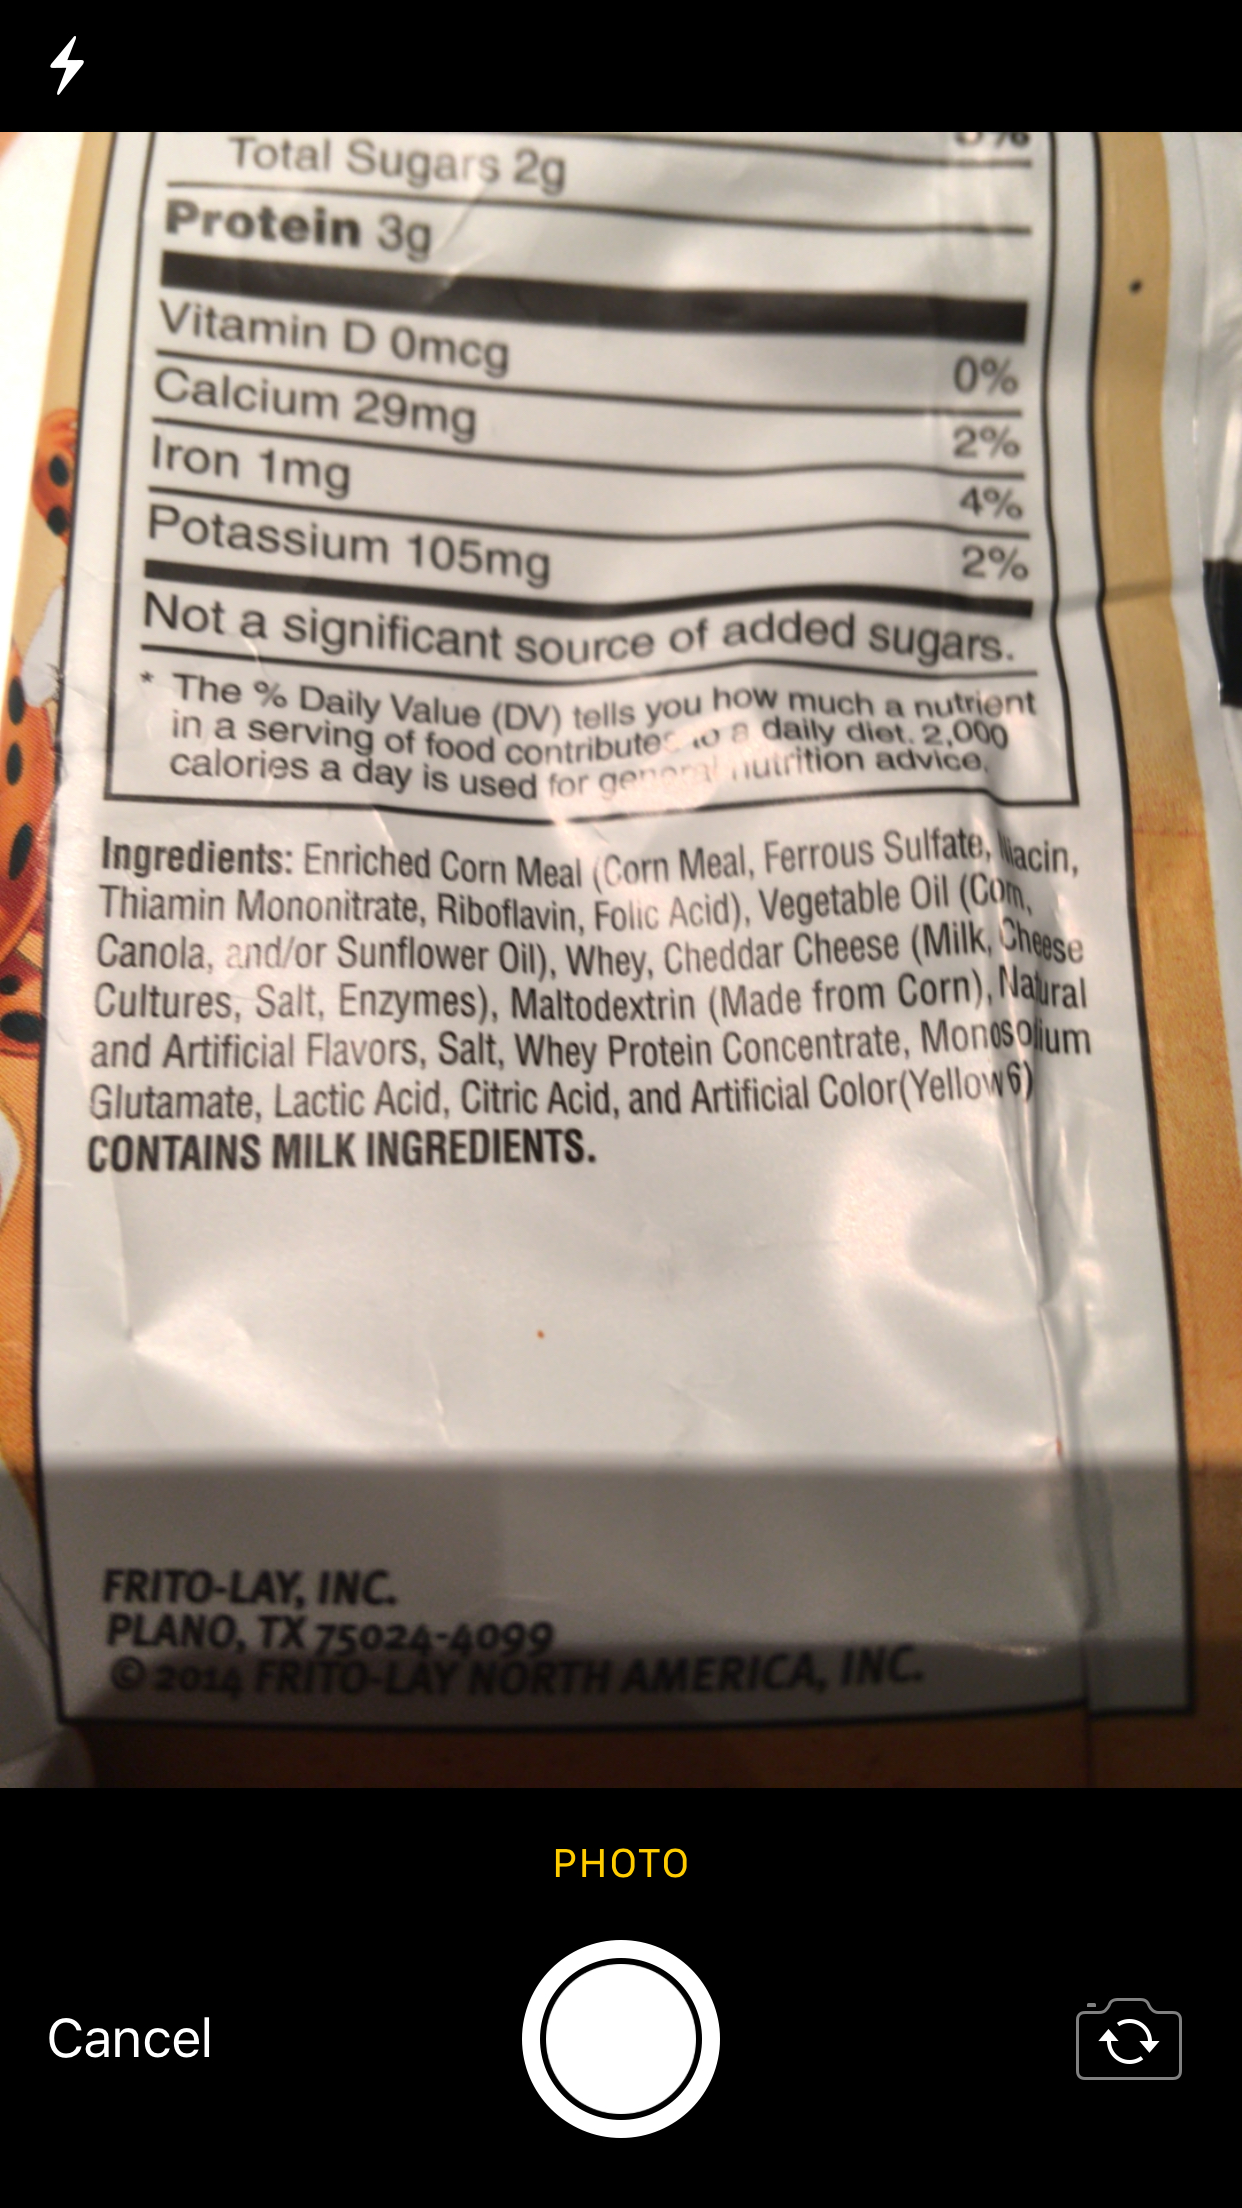 Total Sugars 2g
Protein 3g
Vitamin D 0mcg 0%
Calcium 29mg 2%
Iron 1mg 4%
Potassium 105mg 2%
Not a significant source of added sugars.
* The % Daily Value (DV) tells you how much a nutrient
in a serving of food contributes to a daily diet. 2,000
calories a day is used for general nutrition advice.
Ingredients: Enriched Corn Meal (Corn Meal, Ferrous Sulfate, Niacin,
Thiamin Mononitrate, Riboflavin, Folic Acid), Vegetable Oil (Corn,
Canola, and/or Sunflower Oil), Whey, Cheddar Cheese (Milk, Cheese
Cultures, Salt, Enzymes), Maltodextrin (Made from Corn), Natural
and Artificial Flavors, Salt, Whey Protein Concentrate, Monosodium
Glutamate, Lactic Acid, Citric Acid, and Artificial Color(Yellow 6)
CONTAINS MILK INGREDIENTS.
FRITO-LAY, INC.
PLANO, TX 75024-4099
© 2014 FRITO-LAY NORTH AMERICA, INC.
PHOTO
Cancel